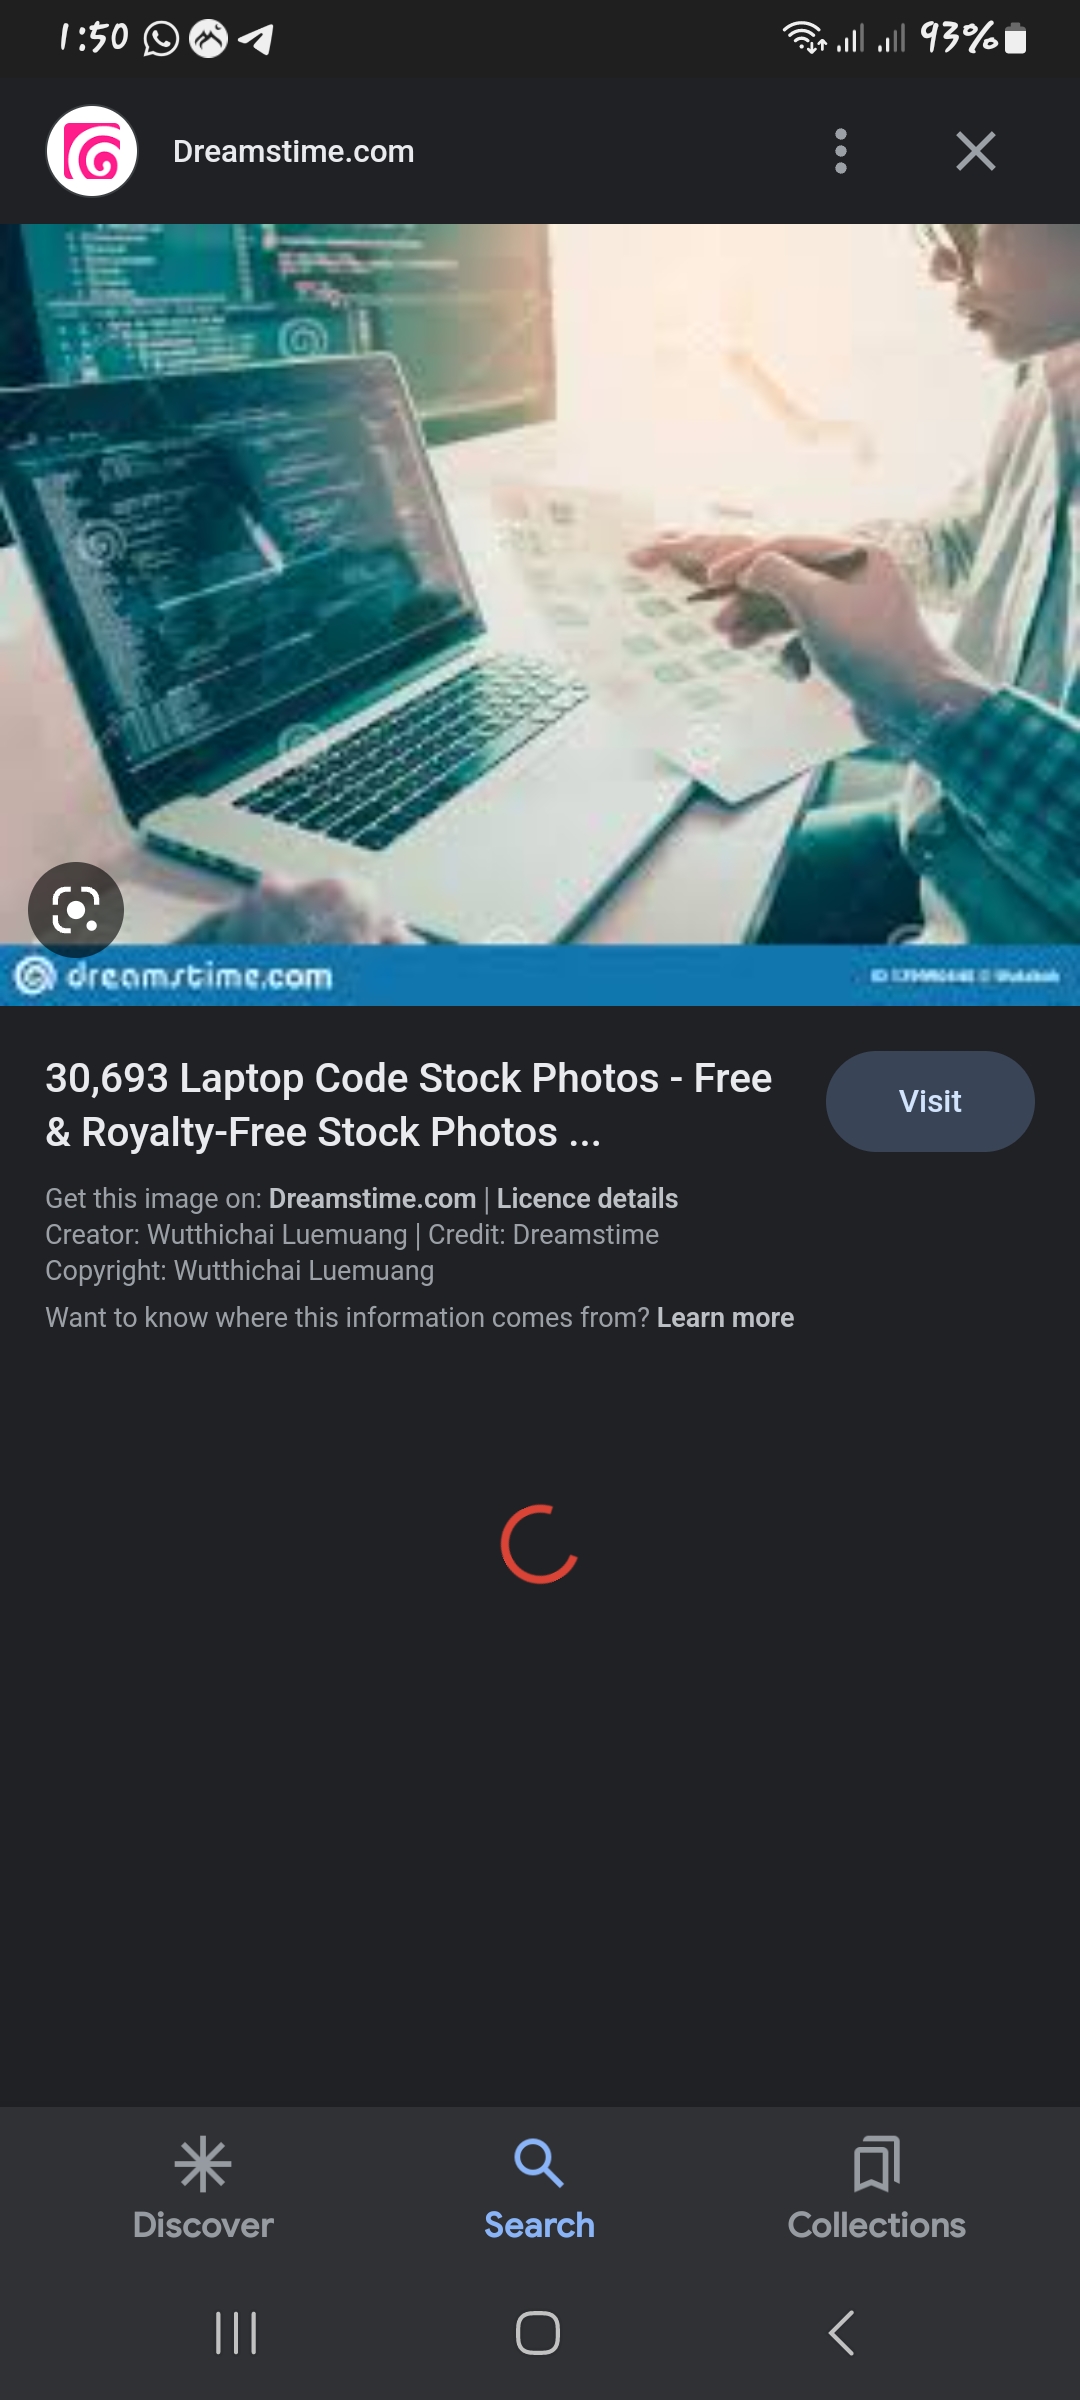 1:50
93%
Dreamstime.com
dreamstime.com
30,693 Laptop Code Stock Photos - Free
& Royalty-Free Stock Photos ...
Visit
Get this image on: Dreamstime.com | Licence details
Creator: Wutthichai Luemuang | Credit: Dreamstime
Copyright: Wutthichai Luemuang
Want to know where this information comes from? Learn more
Discover
Search
Collections